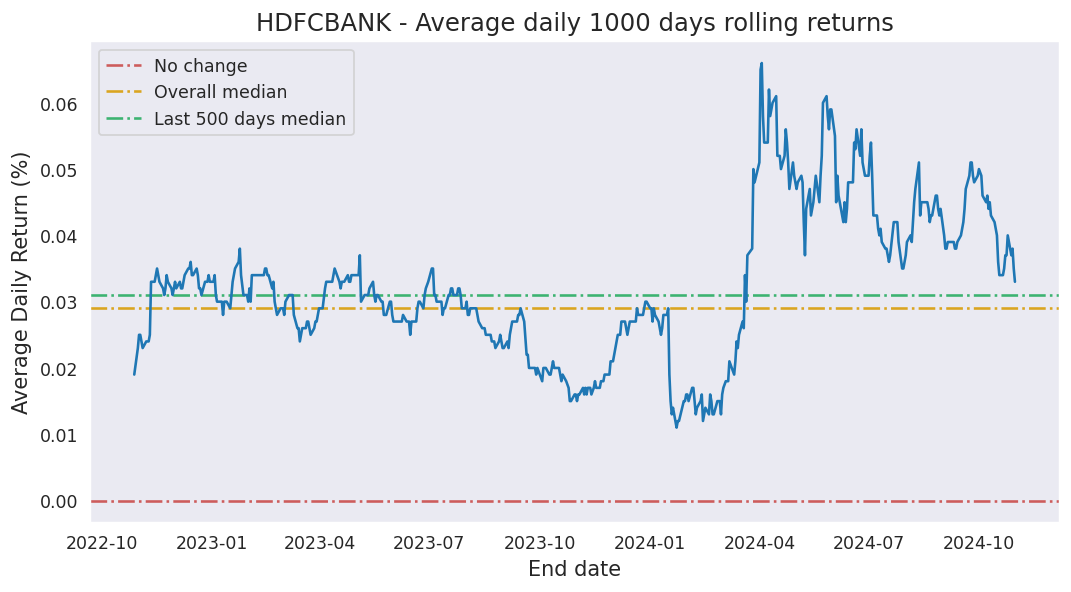 HDFCBANK - Average daily 1000 days rolling returns
No change
Overall median
Last 500 days median
Average Daily Return (%)
0.06
0.05
0.04
0.03
0.02
0.01
0.00
2022-10 2023-01 2023-04 2023-07 2023-10 2024-01 2024-04 2024-07 2024-10
End date